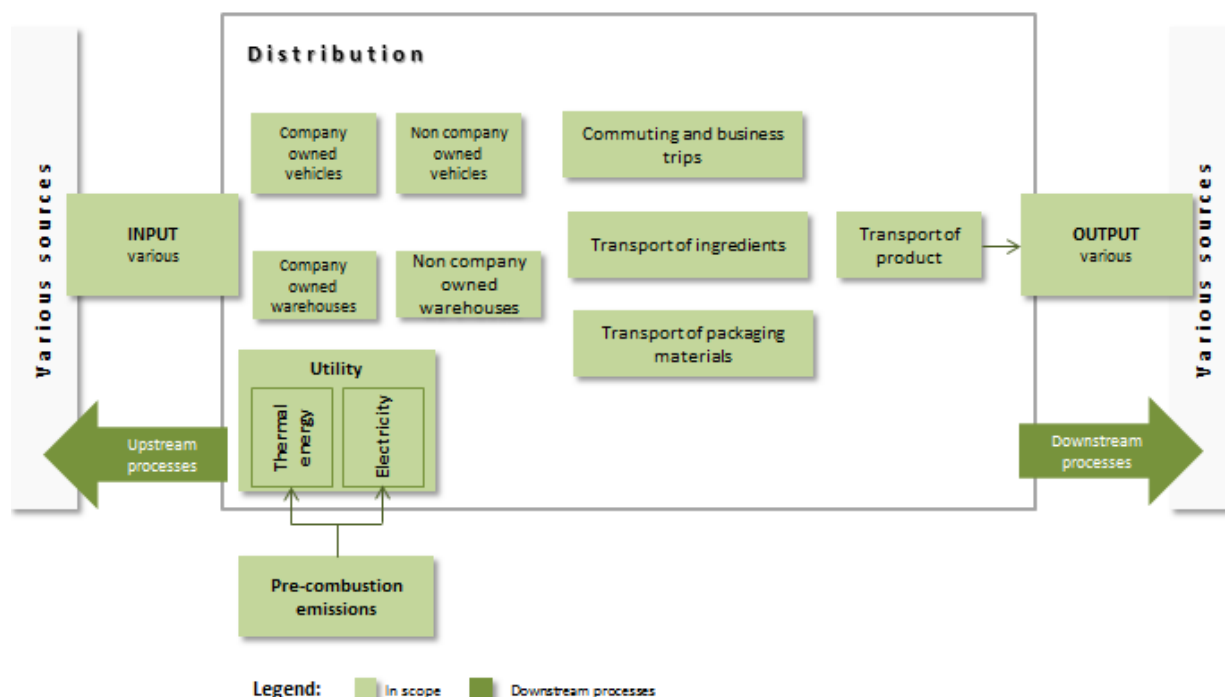 Distribution
Various sources
INPUT
various
Company
owned
vehicles
Non company
owned
vehicles
Commuting and business
trips
Company
owned
warehouses
Non company
owned
warehouses
Transport of ingredients
Transport of packaging
materials
Transport of
product
OUTPUT
various
Various sources
Utility
Thermal
energy
Electricity
Upstream
processes
Downstream
processes
Pre-combustion
emissions
Legend:
In scope
Downstream processes